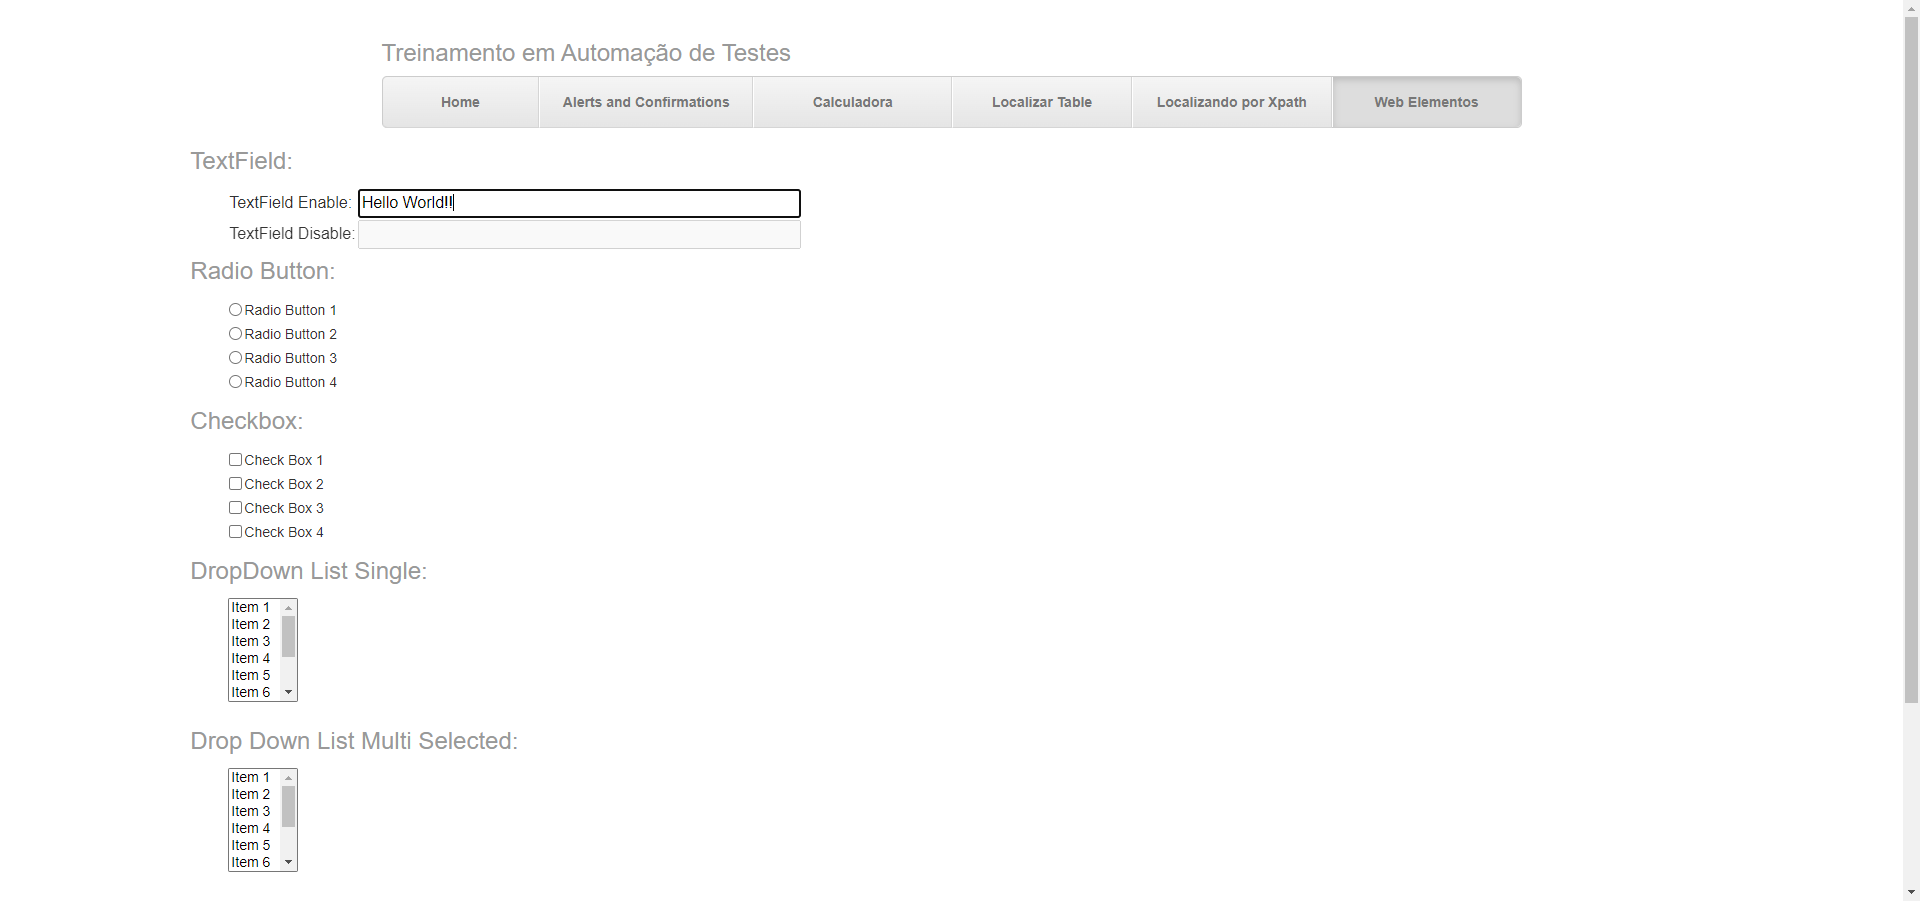 Treinamento em Automação de Testes
Home Alerts and Confirmations Calculadora Localizar Table Localizando por Xpath Web Elementos
TextField:
TextField Enable: Hello World!!
TextField Disable:
Radio Button:
Radio Button 1
Radio Button 2
Radio Button 3
Radio Button 4
Checkbox:
Check Box 1
Check Box 2
Check Box 3
Check Box 4
DropDown List Single:
Item 1
Item 2
Item 3
Item 4
Item 5
Item 6
Drop Down List Multi Selected:
Item 1
Item 2
Item 3
Item 4
Item 5
Item 6